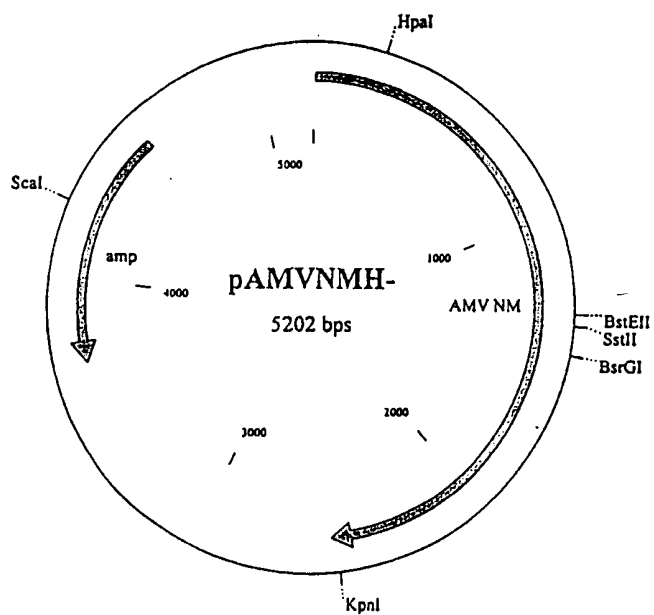 HpaI
5000
ScaI
1000
amp
4000
pAMVNMH-
5202 bps
AMV NM
BstEII
SstII
BsrGI
2000
3000
KpnI